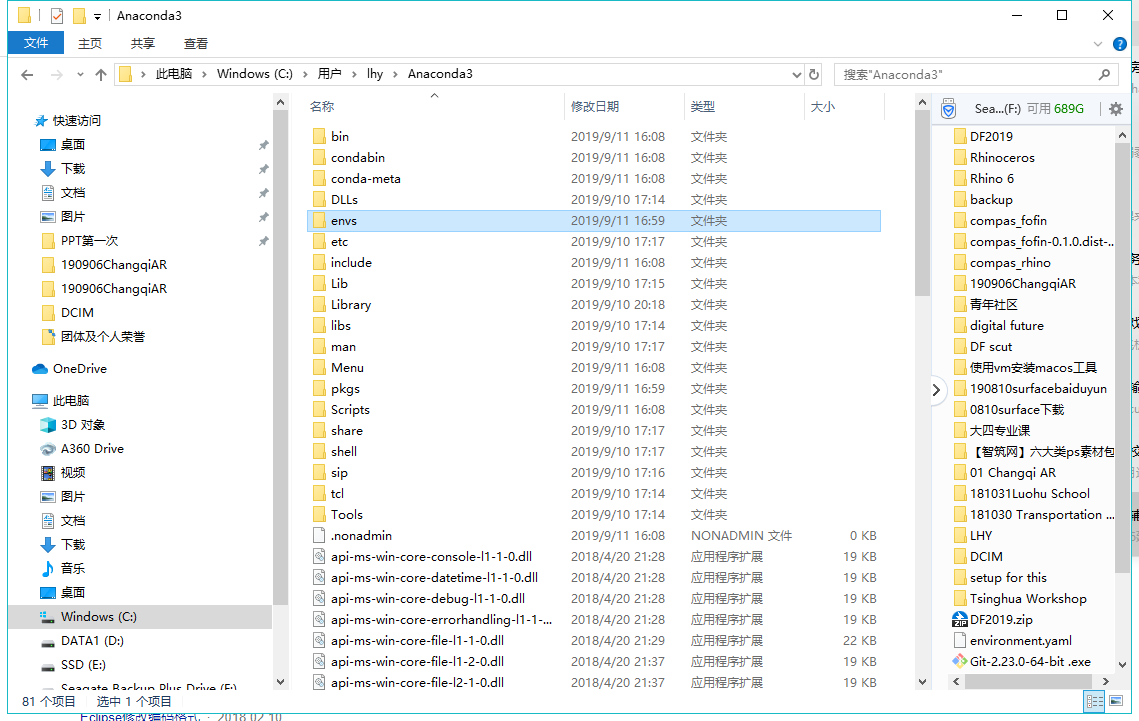 Anaconda3
文件 主页 共享 查看
此电脑 > Windows (C:) > 用户 > lhy > Anaconda3
搜索"Anaconda3"
快速访问
桌面
下载
文档
图片
PPT第一次
190906ChangqiAR
190906ChangqiAR
DCIM
团体及个人荣誉
OneDrive
此电脑
3D 对象
A360 Drive
视频
图片
文档
下载
音乐
桌面
Windows (C:)
DATA1 (D:)
SSD (E:)
Seagate Backup Plus Drive (F:)
名称 修改日期 类型 大小
bin 2019/9/11 16:08 文件夹
condabin 2019/9/11 16:08 文件夹
conda-meta 2019/9/11 16:08 文件夹
DLLs 2019/9/10 17:14 文件夹
envs 2019/9/11 16:59 文件夹
etc 2019/9/10 17:17 文件夹
include 2019/9/11 16:08 文件夹
Lib 2019/9/10 17:15 文件夹
Library 2019/9/10 20:18 文件夹
libs 2019/9/10 17:14 文件夹
man 2019/9/10 17:17 文件夹
Menu 2019/9/11 16:08 文件夹
pkgs 2019/9/11 16:59 文件夹
Scripts 2019/9/11 16:08 文件夹
share 2019/9/10 17:17 文件夹
shell 2019/9/10 17:17 文件夹
sip 2019/9/10 17:16 文件夹
tcl 2019/9/10 17:14 文件夹
Tools 2019/9/10 17:14 文件夹
.nonadmin 2019/9/11 16:08 NONADMIN 文件 0 KB
api-ms-win-core-console-l1-1-0.dll 2018/4/20 21:28 应用程序扩展 19 KB
api-ms-win-core-datetime-l1-1-0.dll 2018/4/20 21:28 应用程序扩展 19 KB
api-ms-win-core-debug-l1-1-0.dll 2018/4/20 21:28 应用程序扩展 19 KB
api-ms-win-core-errorhandling-l1-1-... 2018/4/20 21:28 应用程序扩展 19 KB
api-ms-win-core-file-l1-1-0.dll 2018/4/20 21:29 应用程序扩展 22 KB
api-ms-win-core-file-l1-2-0.dll 2018/4/20 21:37 应用程序扩展 19 KB
api-ms-win-core-file-l2-1-0.dll 2018/4/20 21:37 应用程序扩展 19 KB
Sea...(F:) 可用 689G
DF2019
Rhinoceros
Rhino 6
backup
compas_fofin
compas_fofin-0.1.0.dist-...
compas_rhino
190906ChangqiAR
青年社区
digital future
DF scut
使用vm安装macos工具
190810surfacebaiduyun
0810surface下载
大四专业课
【智筑网】六大类ps素材包
01 Changqi AR
181031Luohu School
181030 Transportation ...
LHY
DCIM
setup for this
Tsinghua Workshop
DF2019.zip
environment.yaml
Git-2.23.0-64-bit .exe
81 个项目 选中 1 个项目
Eclipse修改编码格式 · 2018.02.10